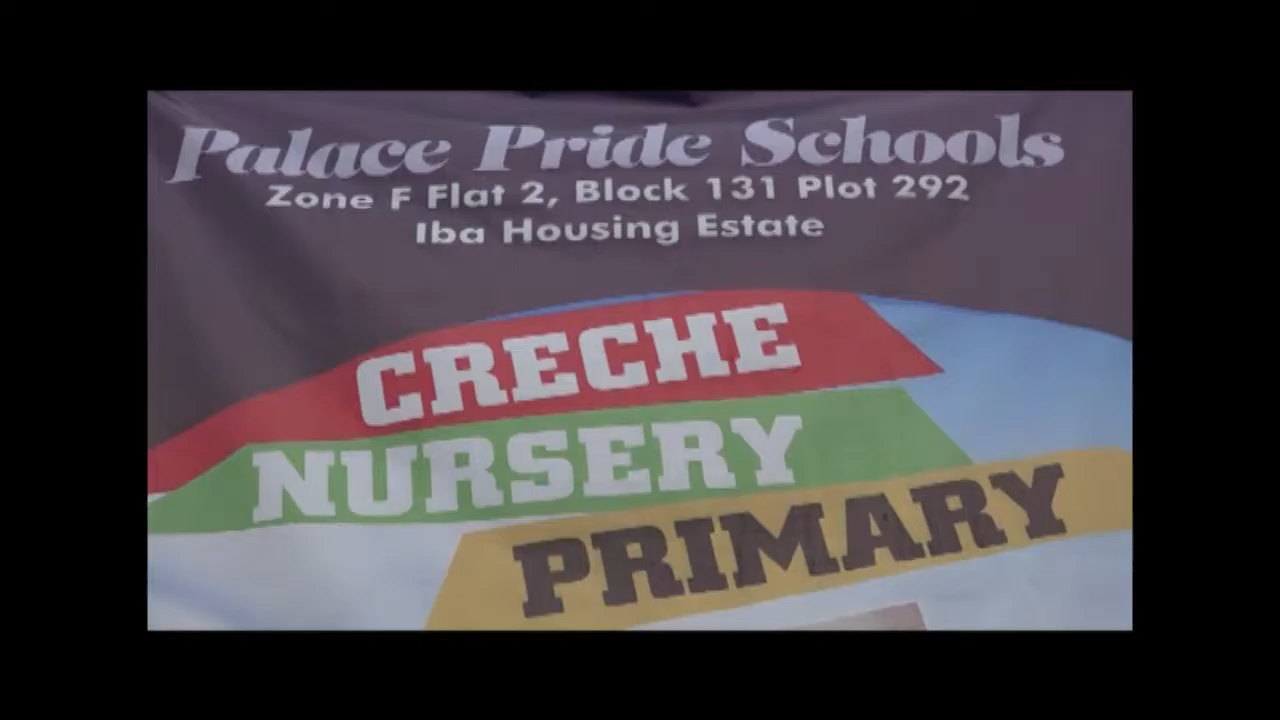 Palace Pride Schools
Zone F Flat 2, Block 131 Plot 292
Iba Housing Estate
CRECHE
NURSERY
PRIMARY